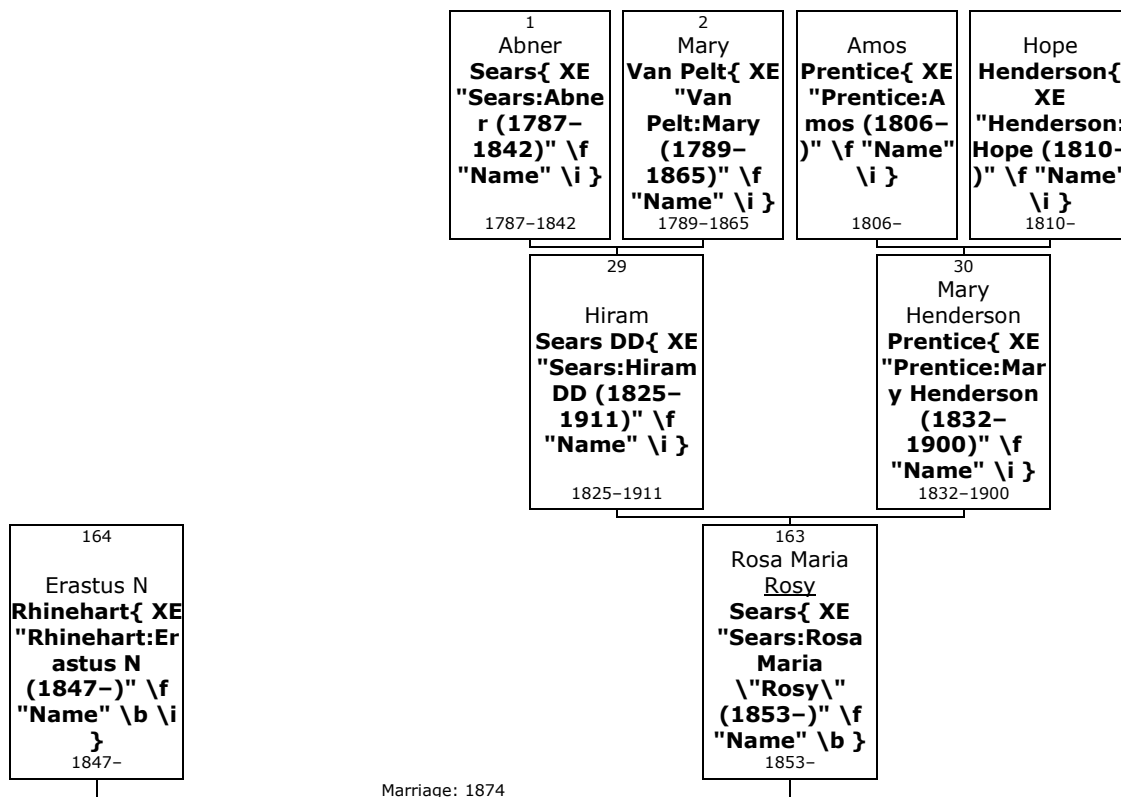 1
Abner
Sears{ XE
"Sears:Abne
r (1787–
1842)" \f
"Name" \i }
1787–1842
2
Mary
Van Pelt{ XE
"Van
Pelt:Mary
(1789–
1865)" \f
"Name" \i }
1789–1865
Amos
Prentice{ XE
"Prentice:A
mos (1806–
)" \f "Name"
\i }
1806–
Hope
Henderson{
XE
"Henderson:
Hope (1810–
)" \f "Name"
\i }
1810–
29
Hiram
Sears DD{ XE
"Sears:Hiram
DD (1825–
1911)" \f
"Name" \i }
1825–1911
30
Mary
Henderson
Prentice{ XE
"Prentice:Mar
y Henderson
(1832–
1900)" \f
"Name" \i }
1832–1900
164
Erastus N
Rhinehart{ XE
"Rhinehart:Er
astus N
(1847–)" \f
"Name" \b \i
}
1847–
163
Rosa Maria
Rosy
Sears{ XE
"Sears:Rosa
Maria
\"Rosy\"
(1853–)" \f
"Name" \b }
1853–
Marriage: 1874